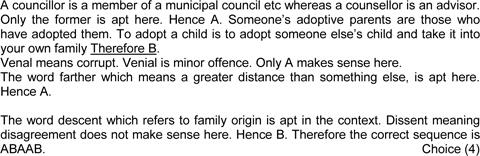 A councillor is a member of a municipal council etc whereas a counsellor is an advisor.
Only the former is apt here. Hence A. Someone's adoptive parents are those who
have adopted them. To adopt a child is to adopt someone else's child and take it into
your own family Therefore B.
Venal means corrupt. Venial is minor offence. Only A makes sense here.
The word farther which means a greater distance than something else, is apt here.
Hence A.
The word descent which refers to family origin is apt in the context. Dissent meaning
disagreement does not make sense here. Hence B. Therefore the correct sequence is
ABAAB. Choice (4)